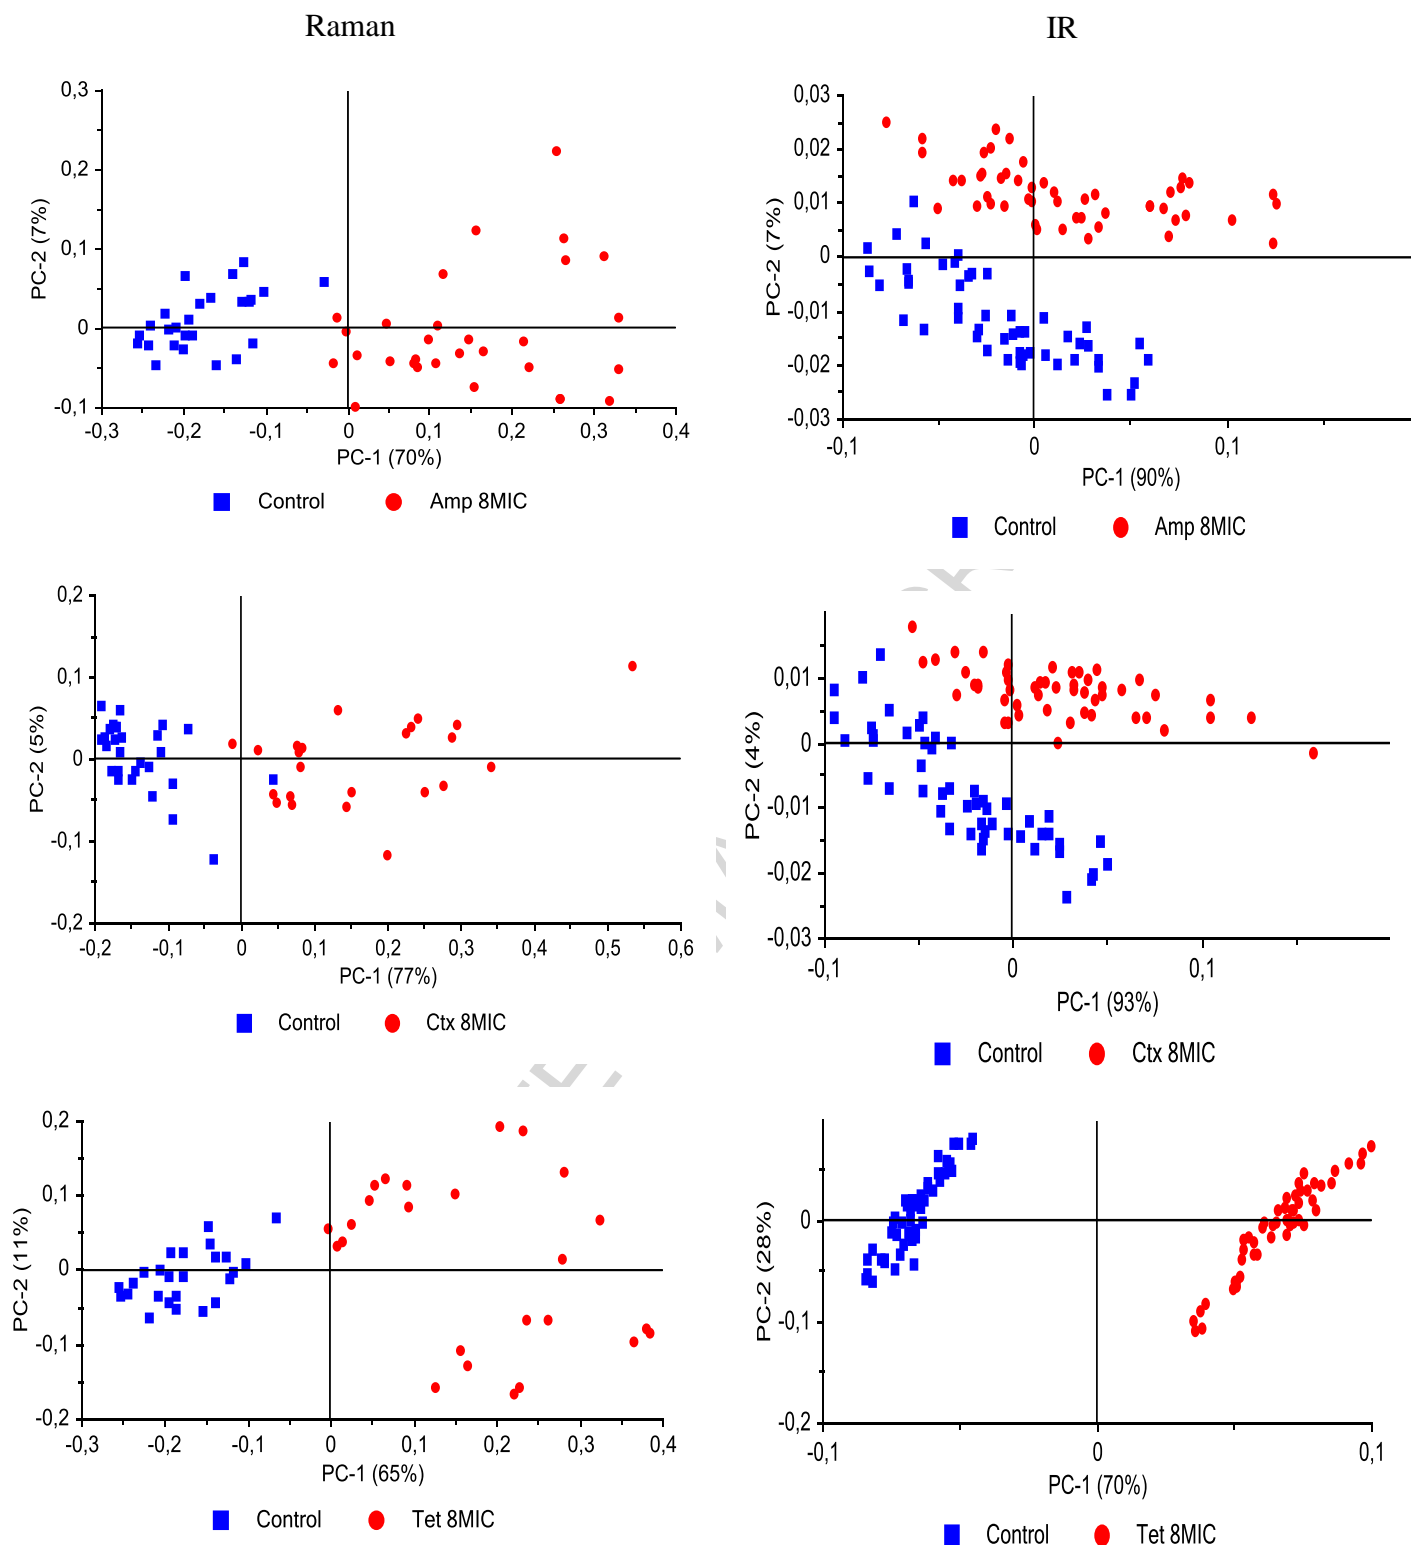 Raman
IR
0,3
0,2
0,1
0
-0,1
-0,3
-0,2
-0,1
0
0,1
0,2
0,3
0,4
PC-2 (7%)
PC-1 (70%)
Control
Amp 8MIC
0,03
0,02
0,01
0
-0,01
-0,02
-0,03
-0,1
0
0,1
PC-2 (7%)
PC-1 (90%)
Control
Amp 8MIC
0,2
0,1
0
-0,1
-0,2
-0,2
-0,1
0
0,1
0,2
0,3
0,4
0,5
0,6
PC-2 (5%)
PC-1 (77%)
Control
Ctx 8MIC
0,01
0
-0,01
-0,02
-0,03
-0,1
0
0,1
PC-2 (4%)
PC-1 (93%)
Control
Ctx 8MIC
0,2
0,1
0
-0,1
-0,2
-0,3
-0,2
-0,1
0
0,1
0,2
0,3
0,4
PC-2 (11%)
PC-1 (65%)
Control
Tet 8MIC
0
-0,1
-0,2
-0,1
0
0,1
PC-2 (28%)
PC-1 (70%)
Control
Tet 8MIC